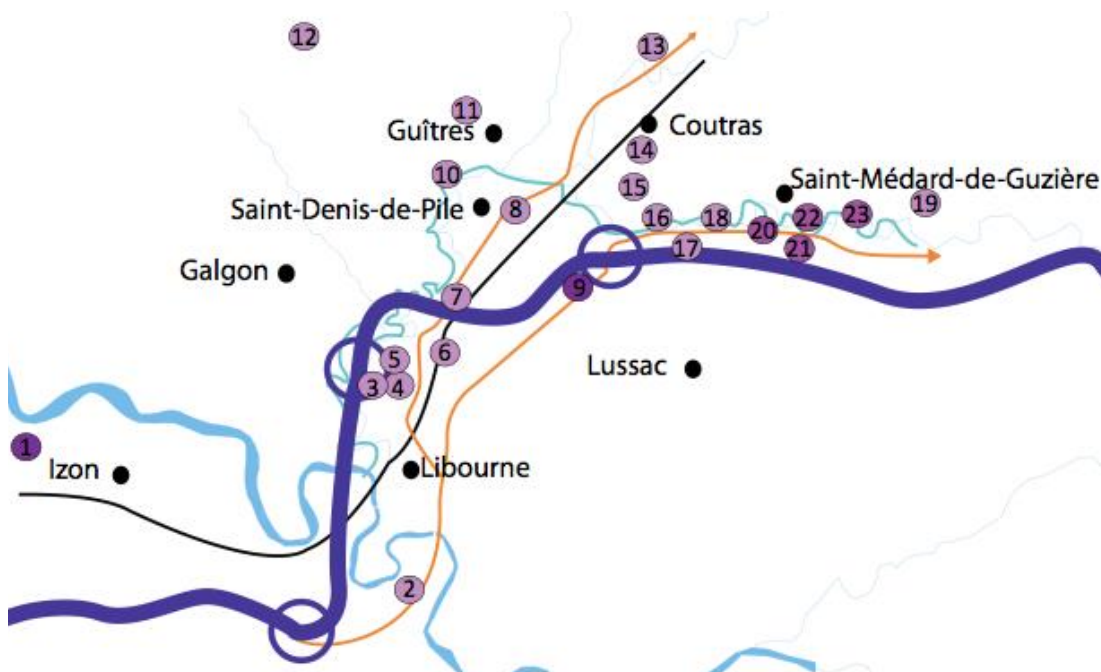 12
13
11
Guîtres
Coutras
14
10
15
Saint-Médard-de-Guzière
Saint-Denis-de-Pile
8
16
18
20
22
23
19
17
21
Galgon
9
7
5
6
3
4
Lussac
1
Izon
Libourne
2